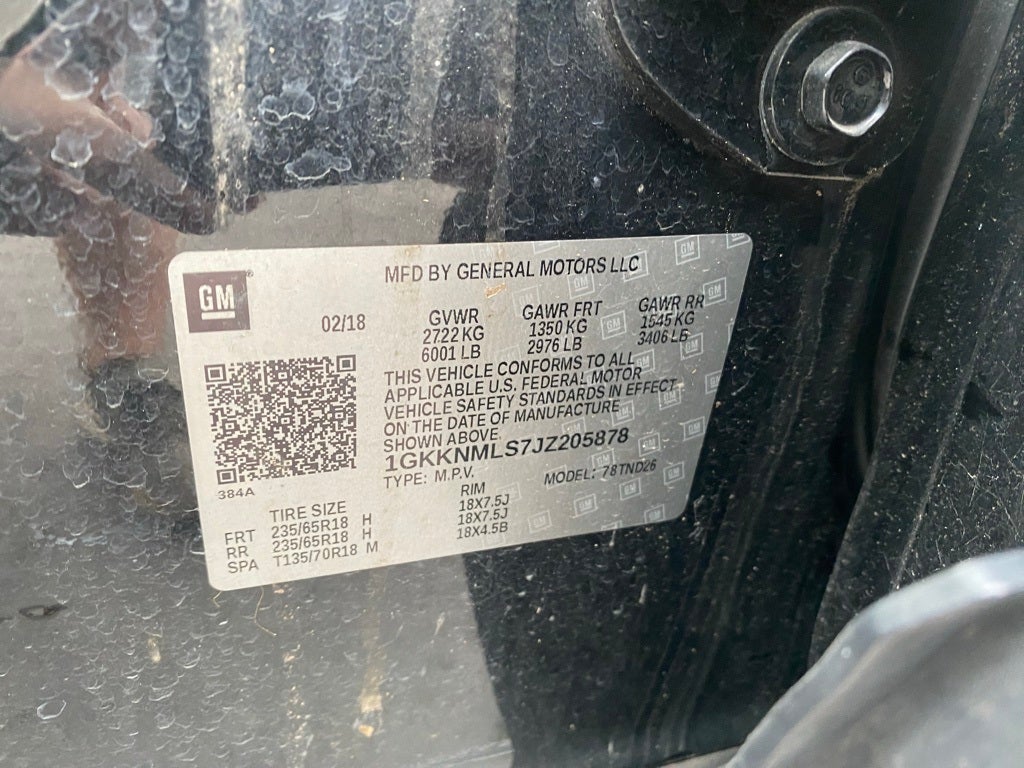 GM
MFD BY GENERAL MOTORS LLC
02/18
GVWR GAWR FRT GAWR RR
2722 KG 1350 KG 1545 KG
6001 LB 2976 LB 3406 LB
THIS VEHICLE CONFORMS TO ALL
APPLICABLE U.S. FEDERAL MOTOR
VEHICLE SAFETY STANDARDS IN EFFECT
ON THE DATE OF MANUFACTURE
SHOWN ABOVE.
1GKKNMLS7JZ205878
TYPE: M.P.V. MODEL: 78TND26
384A
TIRE SIZE RIM
FRT 235/65R18 H 18X7.5J
RR 235/65R18 H 18X7.5J
SPA T135/70R18 M 18X4.5B